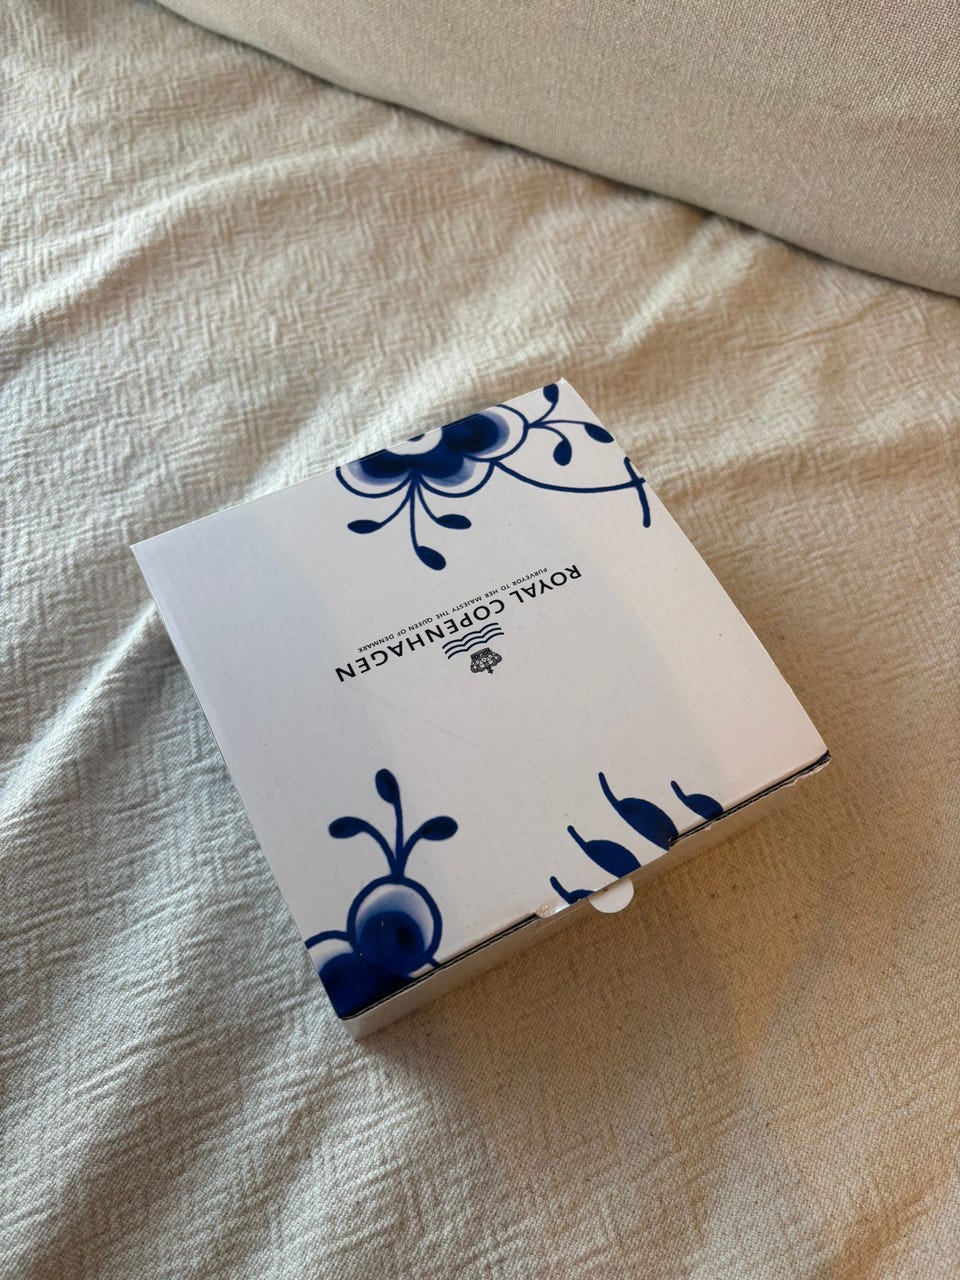 ROYAL COPENHAGEN
PURVEYOR TO HER MAJESTY THE QUEEN OF DENMARK